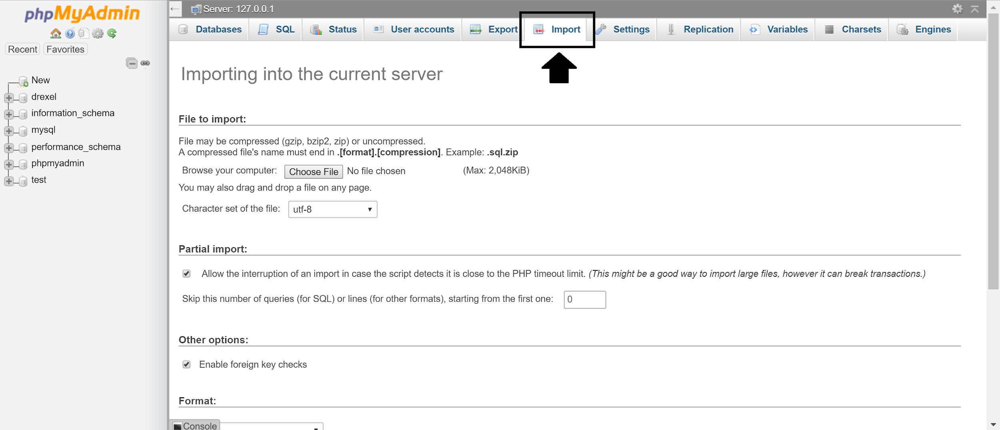 phpMyAdmin
Recent Favorites
New
drexel
information_schema
mysql
performance_schema
phpmyadmin
test
Server: 127.0.0.1
Databases SQL Status User accounts Export Import Settings Replication Variables Charsets Engines
Importing into the current server
File to import:
File may be compressed (gzip, bzip2, zip) or uncompressed.
A compressed file's name must end in .[format].[compression]. Example: .sql.zip
Browse your computer: Choose File No file chosen (Max: 2,048KiB)
You may also drag and drop a file on any page.
Character set of the file: utf-8
Partial import:
Allow the interruption of an import in case the script detects it is close to the PHP timeout limit. (This might be a good way to import large files, however it can break transactions.)
Skip this number of queries (for SQL) or lines (for other formats), starting from the first one: 0
Other options:
Enable foreign key checks
Format:
Console